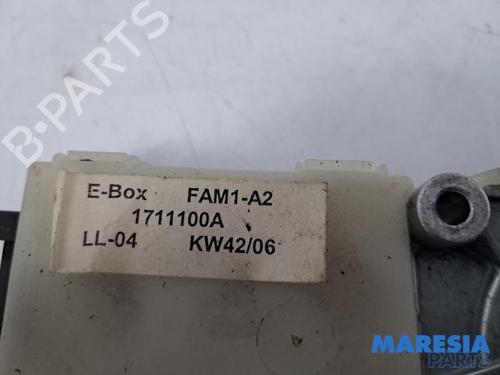 B-PARTS
E-Box FAM1-A2
1711100A
LL-04 KW42/06
MARESIA
PARTS